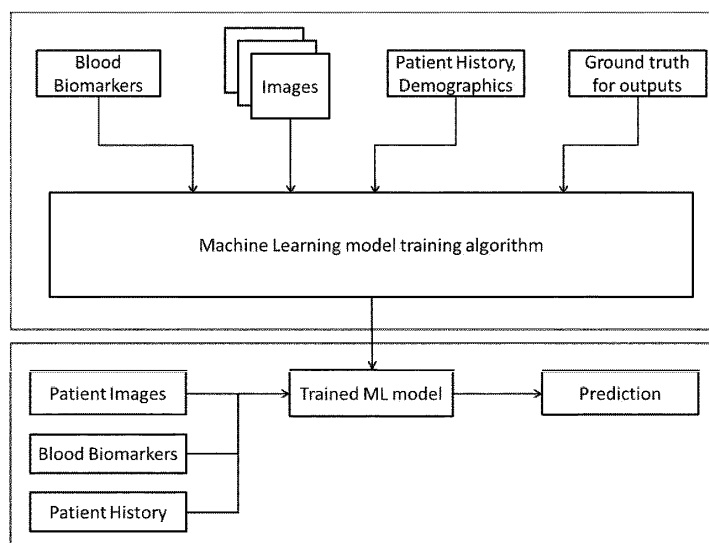 Blood
Biomarkers
Images
Patient History,
Demographics
Ground truth
for outputs
Machine Learning model training algorithm
Patient Images
Trained ML model
Prediction
Blood Biomarkers
Patient History